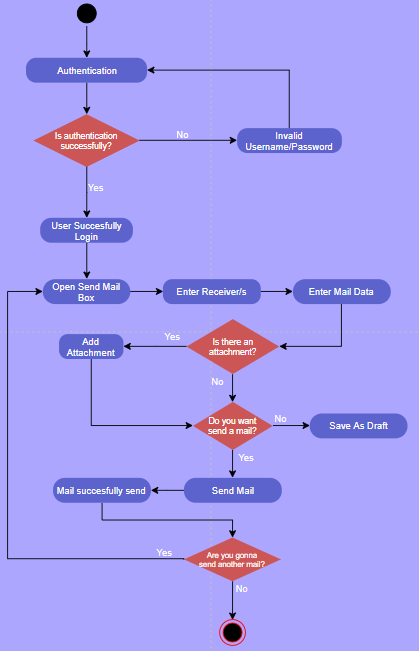 Authentication
Is authentication
successfully?
No
Invalid
Username/Password
Yes
User Succesfully
Login
Open Send Mail
Box
Enter Receiver/s
Enter Mail Data
Yes
Is there an
attachment?
Add
Attachment
No
Do you want
send a mail?
No
Save As Draft
Yes
Mail succesfully send
Send Mail
Yes
Are you gonna
send another mail?
No